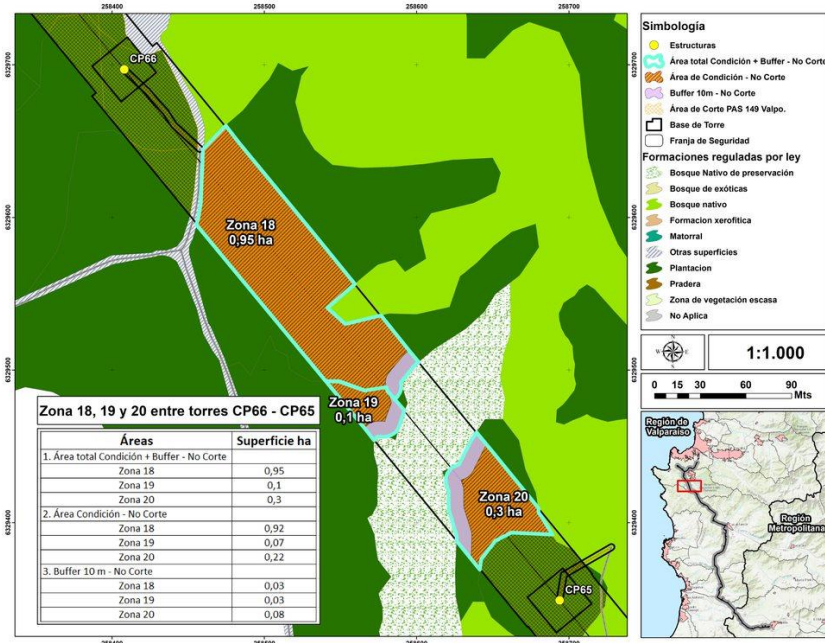 258400 258500 258600 258700
6329700
6329600
6329500
6329400
CP66
Zona 18
0,95 ha
Zona 19
0,1 ha
Zona 20
0,3 ha
CP65
Zona 18, 19 y 20 entre torres CP66 - CP65
Áreas Superficie ha
1. Área total Condición + Buffer - No Corte
Zona 18 0,95
Zona 19 0,1
Zona 20 0,3
2. Área Condición - No Corte
Zona 18 0,92
Zona 19 0,07
Zona 20 0,22
3. Buffer 10 m - No Corte
Zona 18 0,03
Zona 19 0,03
Zona 20 0,08
258400 258500 258600 258700
Simbología
Estructuras
Área total Condición + Buffer - No Corte
Área de Condición - No Corte
Buffer 10m - No Corte
Área de Corte PAS 149 Valpo.
Base de Torre
Franja de Seguridad
Formaciones reguladas por ley
Bosque Nativo de preservación
Bosque de exóticas
Bosque nativo
Formacion xerofitica
Matorral
Otras superficies
Plantacion
Pradera
Zona de vegetación escasa
No Aplica
N
W E
S
1:1.000
0 15 30 60 90
Mts
Región de
Valparaíso
Región
Metropolitana